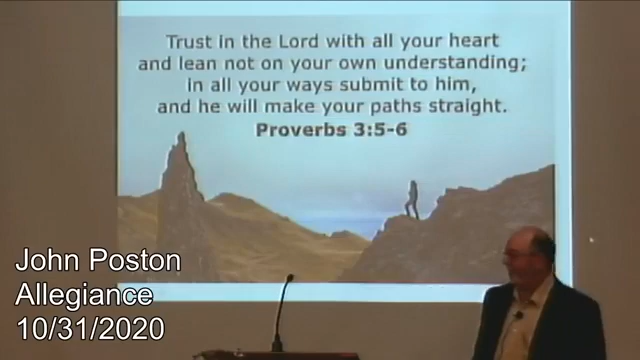 Trust in the Lord with all your heart
and lean not on your own understanding;
in all your ways submit to him,
and he will make your paths straight.
Proverbs 3:5-6
John Poston
Allegiance
10/31/2020